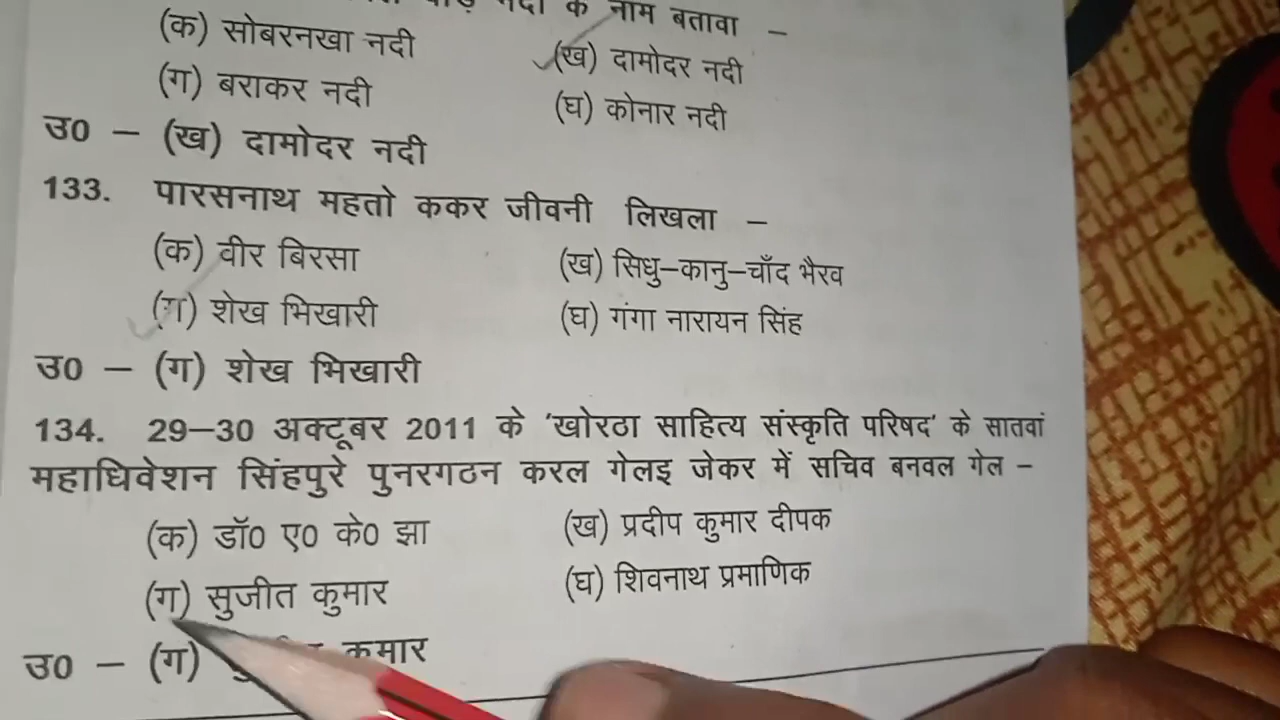 के नाम बतावा –
(क) सोबरनखा नदी (ख) दामोदर नदी
(ग) बराकर नदी (घ) कोनार नदी
उ0 – (ख) दामोदर नदी
133. पारसनाथ महतो ककर जीवनी लिखला –
(क) वीर बिरसा (ख) सिधु–कानु–चाँद भैरव
(ग) शेख भिखारी (घ) गंगा नारायन सिंह
उ0 – (ग) शेख भिखारी
134. 29–30 अक्टूबर 2011 के 'खोरठा साहित्य संस्कृति परिषद' के सातवां
महाधिवेशन सिंहपुरे पुनरगठन करल गेलइ जेकर में सचिव बनवल गेल –
(क) डॉ0 ए0 के0 झा (ख) प्रदीप कुमार दीपक
(ग) सुजीत कुमार (घ) शिवनाथ प्रमाणिक
उ0 – (ग) कुमार